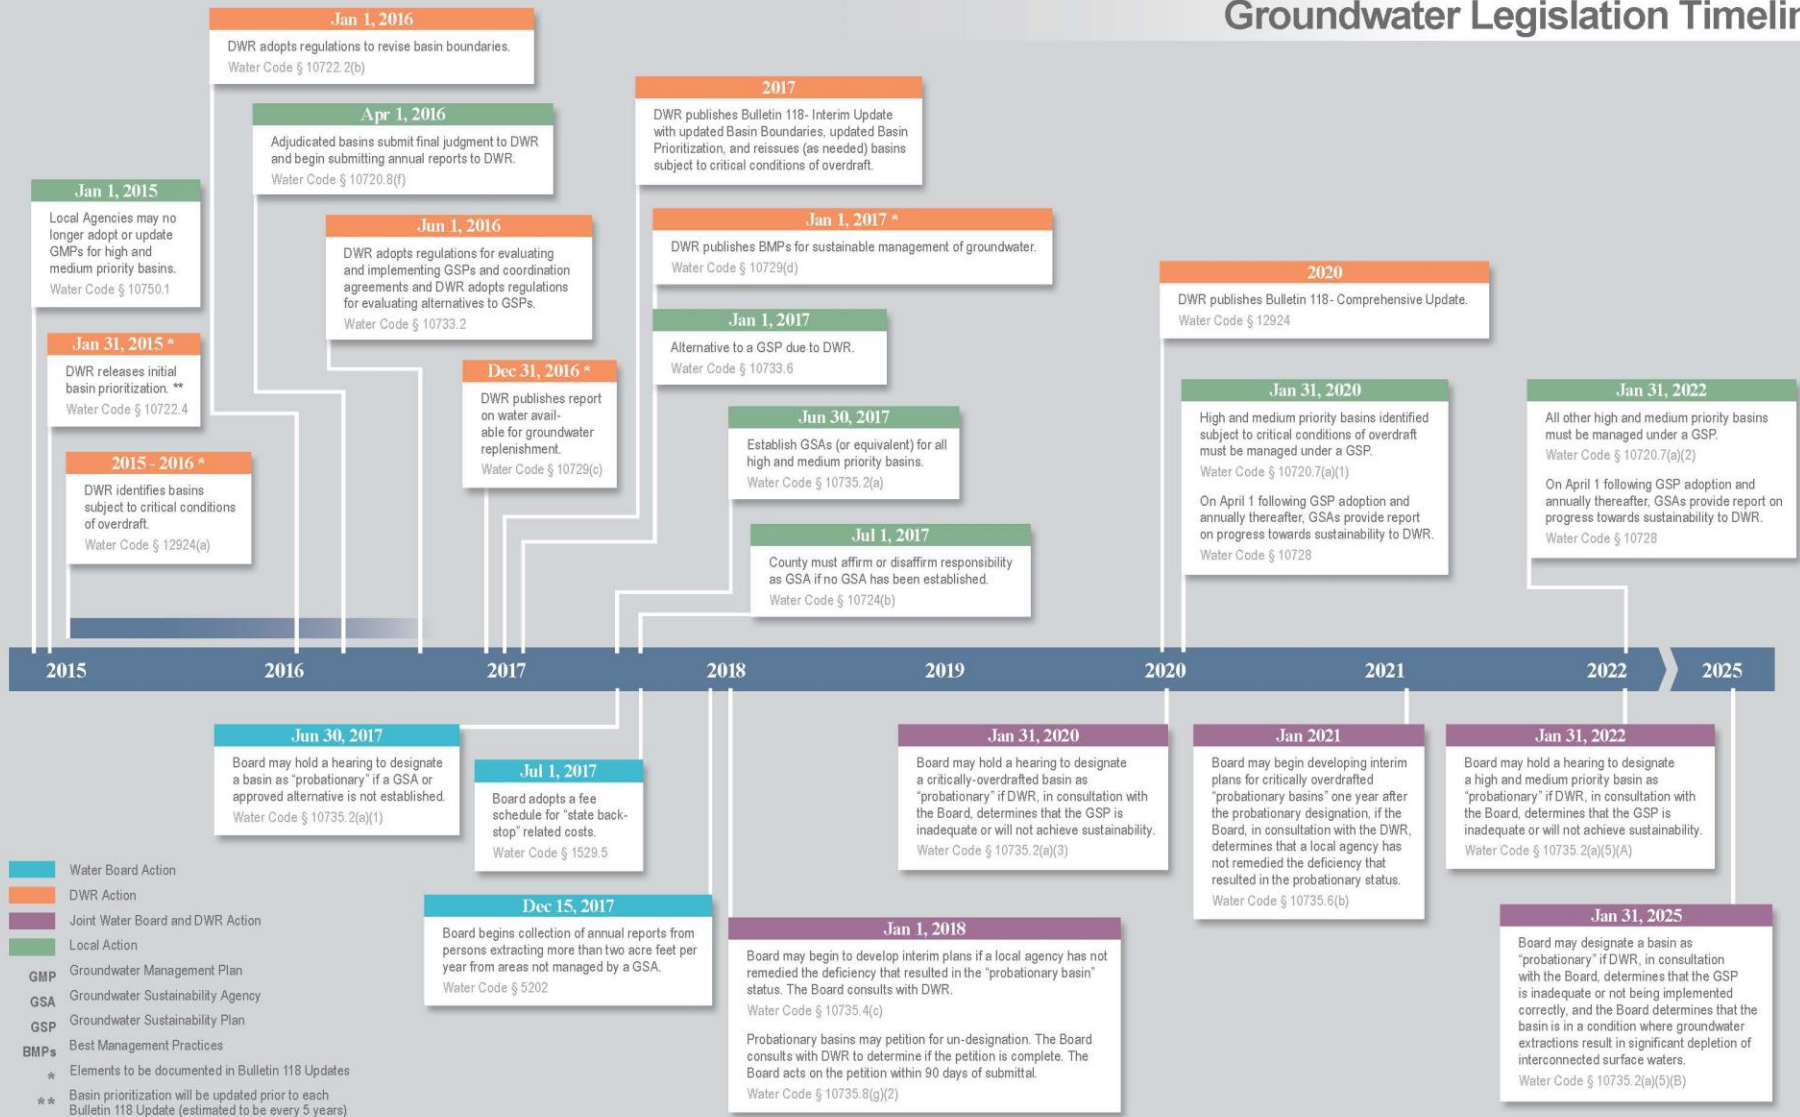 Groundwater Legislation Timelin
Jan 1, 2016
DWR adopts regulations to revise basin boundaries.
Water Code § 10722.2(b)
Apr 1, 2016
Adjudicated basins submit final judgment to DWR
and begin submitting annual reports to DWR.
Water Code § 10720.8(f)
Jan 1, 2015
Local Agencies may no
longer adopt or update
GMPs for high and
medium priority basins.
Water Code § 10750.1
Jun 1, 2016
DWR adopts regulations for evaluating
and implementing GSPs and coordination
agreements and DWR adopts regulations
for evaluating alternatives to GSPs.
Water Code § 10733.2
Jan 31, 2015 *
DWR releases initial
basin prioritization. **
Water Code § 10722.4
2015 - 2016 *
DWR identifies basins
subject to critical conditions
of overdraft.
Water Code § 12924(a)
Dec 31, 2016 *
DWR publishes report
on water avail-
able for groundwater
replenishment.
Water Code § 10729(c)
2017
DWR publishes Bulletin 118- Interim Update
with updated Basin Boundaries, updated Basin
Prioritization, and reissues (as needed) basins
subject to critical conditions of overdraft.
Jan 1, 2017 *
DWR publishes BMPs for sustainable management of groundwater.
Water Code § 10729(d)
Jan 1, 2017
Alternative to a GSP due to DWR.
Water Code § 10733.6
Jun 30, 2017
Establish GSAs (or equivalent) for all
high and medium priority basins.
Water Code § 10735.2(a)
Jul 1, 2017
County must affirm or disaffirm responsibility
as GSA if no GSA has been established.
Water Code § 10724(b)
2020
DWR publishes Bulletin 118- Comprehensive Update.
Water Code § 12924
Jan 31, 2020
High and medium priority basins identified
subject to critical conditions of overdraft
must be managed under a GSP.
Water Code § 10720.7(a)(1)
On April 1 following GSP adoption and
annually thereafter, GSAs provide report
on progress towards sustainability to DWR.
Water Code § 10728
Jan 31, 2022
All other high and medium priority basins
must be managed under a GSP.
Water Code § 10720.7(a)(2)
On April 1 following GSP adoption and
annually thereafter, GSAs provide report on
progress towards sustainability to DWR.
Water Code § 10728
2015
2016
2017
2018
2019
2020
2021
2022
2025
Jun 30, 2017
Board may hold a hearing to designate
a basin as “probationary” if a GSA or
approved alternative is not established.
Water Code § 10735.2(a)(1)
Jul 1, 2017
Board adopts a fee
schedule for “state back-
stop” related costs.
Water Code § 1529.5
Dec 15, 2017
Board begins collection of annual reports from
persons extracting more than two acre feet per
year from areas not managed by a GSA.
Water Code § 5202
Jan 1, 2018
Board may begin to develop interim plans if a local agency has not
remedied the deficiency that resulted in the “probationary basin”
status. The Board consults with DWR.
Water Code § 10735.4(c)
Probationary basins may petition for un-designation. The Board
consults with DWR to determine if the petition is complete. The
Board acts on the petition within 90 days of submittal.
Water Code § 10735.8(g)(2)
Jan 31, 2020
Board may hold a hearing to designate
a critically-overdrafted basin as
“probationary” if DWR, in consultation with
the Board, determines that the GSP is
inadequate or will not achieve sustainability.
Water Code § 10735.2(a)(3)
Jan 2021
Board may begin developing interim
plans for critically overdrafted
“probationary basins” one year after
the probationary designation, if the
Board, in consultation with the DWR,
determines that a local agency has
not remedied the deficiency that
resulted in the probationary status.
Water Code § 10735.6(b)
Jan 31, 2022
Board may hold a hearing to designate
a high and medium priority basin as
“probationary” if DWR, in consultation with
the Board, determines that the GSP is
inadequate or will not achieve sustainability.
Water Code § 10735.2(a)(5)(A)
Jan 31, 2025
Board may designate a basin as
“probationary” if DWR, in consultation
with the Board, determines that the GSP
is inadequate or not being implemented
correctly, and the Board determines that the
basin is in a condition where groundwater
extractions result in significant depletion of
interconnected surface waters.
Water Code § 10735.2(a)(5)(B)
Water Board Action
DWR Action
Joint Water Board and DWR Action
Local Action
GMP Groundwater Management Plan
GSA Groundwater Sustainability Agency
GSP Groundwater Sustainability Plan
BMPs Best Management Practices
* Elements to be documented in Bulletin 118 Updates
** Basin prioritization will be updated prior to each
Bulletin 118 Update (estimated to be every 5 years)